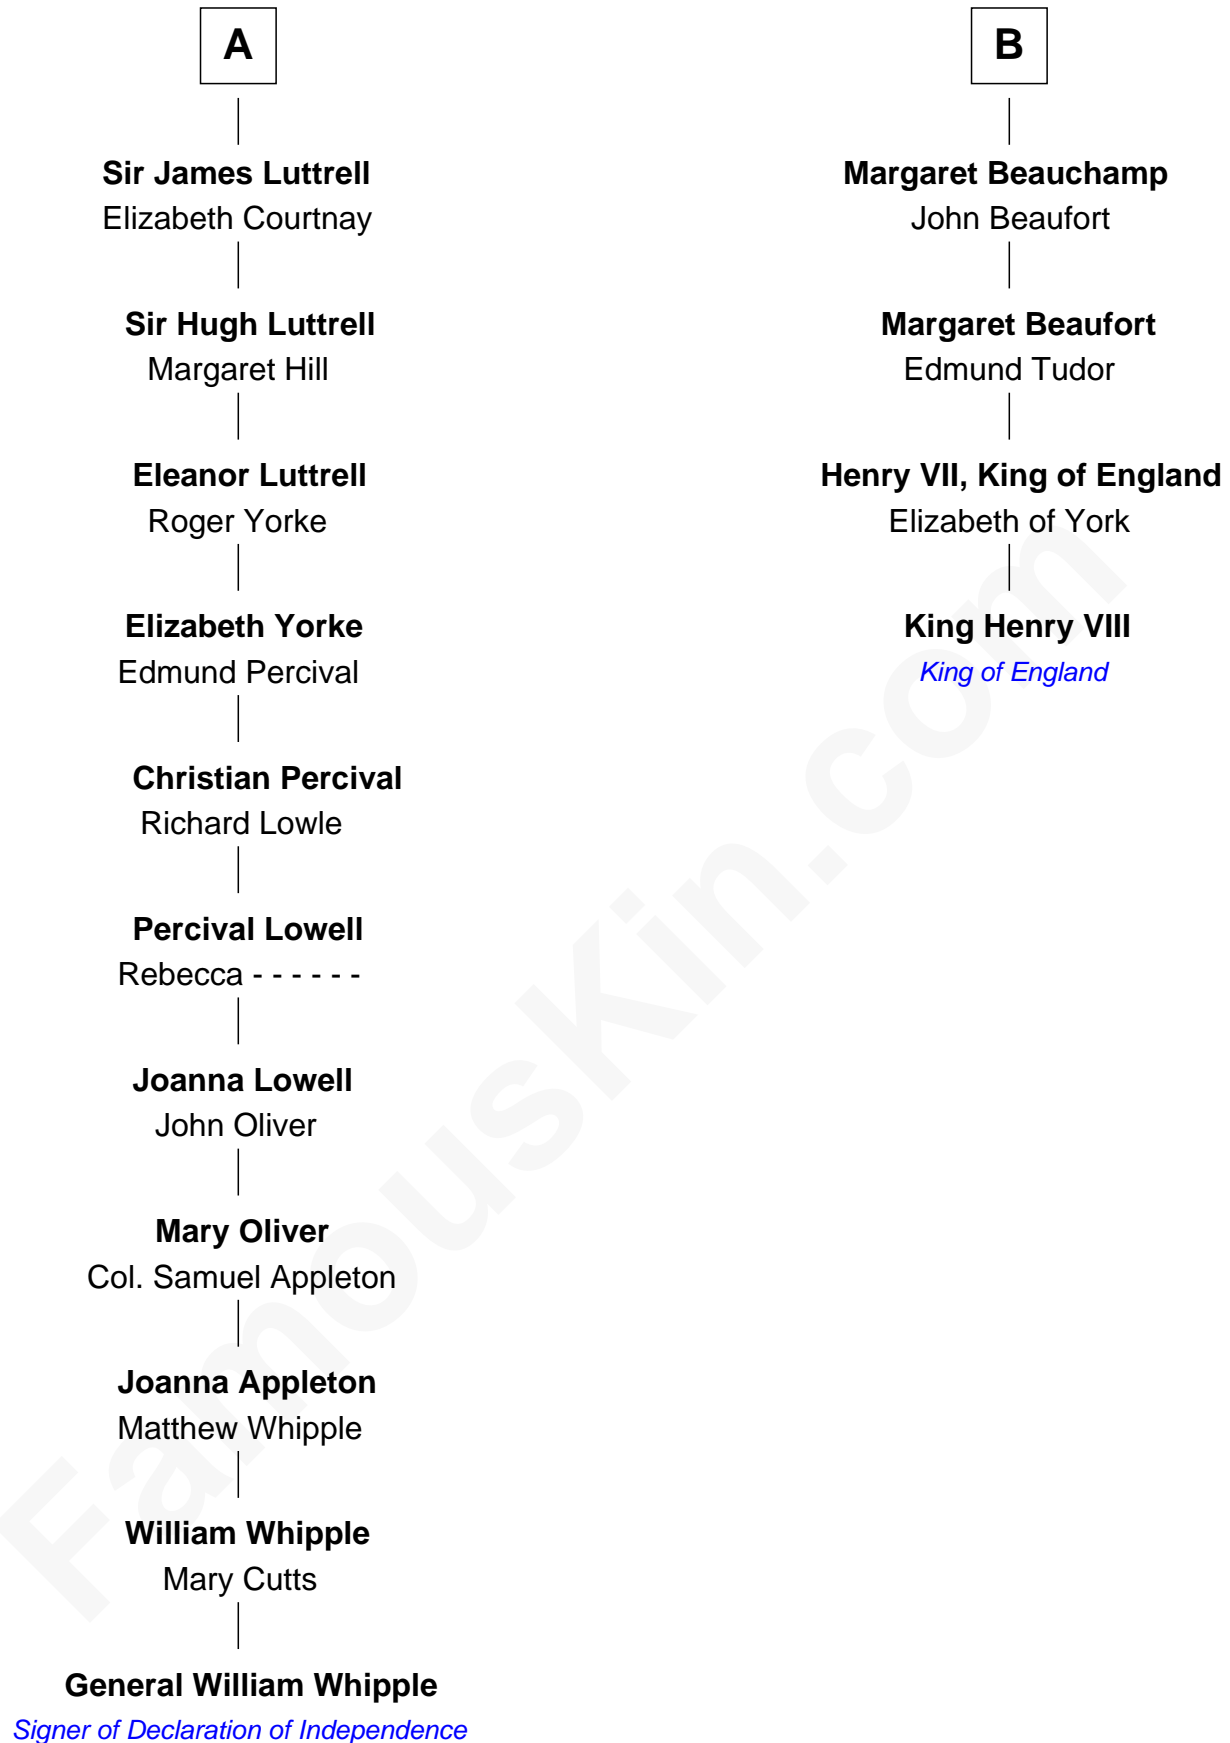 A
Sir James Luttrell
Elizabeth Courtnay
Sir Hugh Luttrell
Margaret Hill
Eleanor Luttrell
Roger Yorke
Elizabeth Yorke
Edmund Percival
Christian Percival
Richard Lowle
Percival Lowell
Rebecca - - - - - -
Joanna Lowell
John Oliver
Mary Oliver
Col. Samuel Appleton
Joanna Appleton
Matthew Whipple
William Whipple
Mary Cutts
General William Whipple
Signer of Declaration of Independence
B
Margaret Beauchamp
John Beaufort
Margaret Beaufort
Edmund Tudor
Henry VII, King of England
Elizabeth of York
King Henry VIII
King of England
FamousKin.com